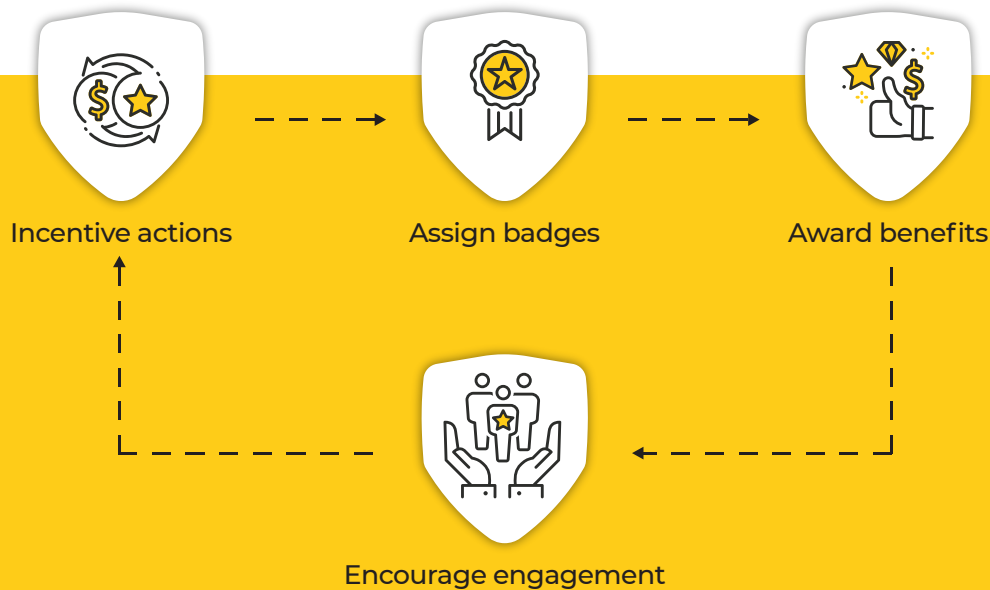 Incentive actions
Assign badges
Award benefits
Encourage engagement